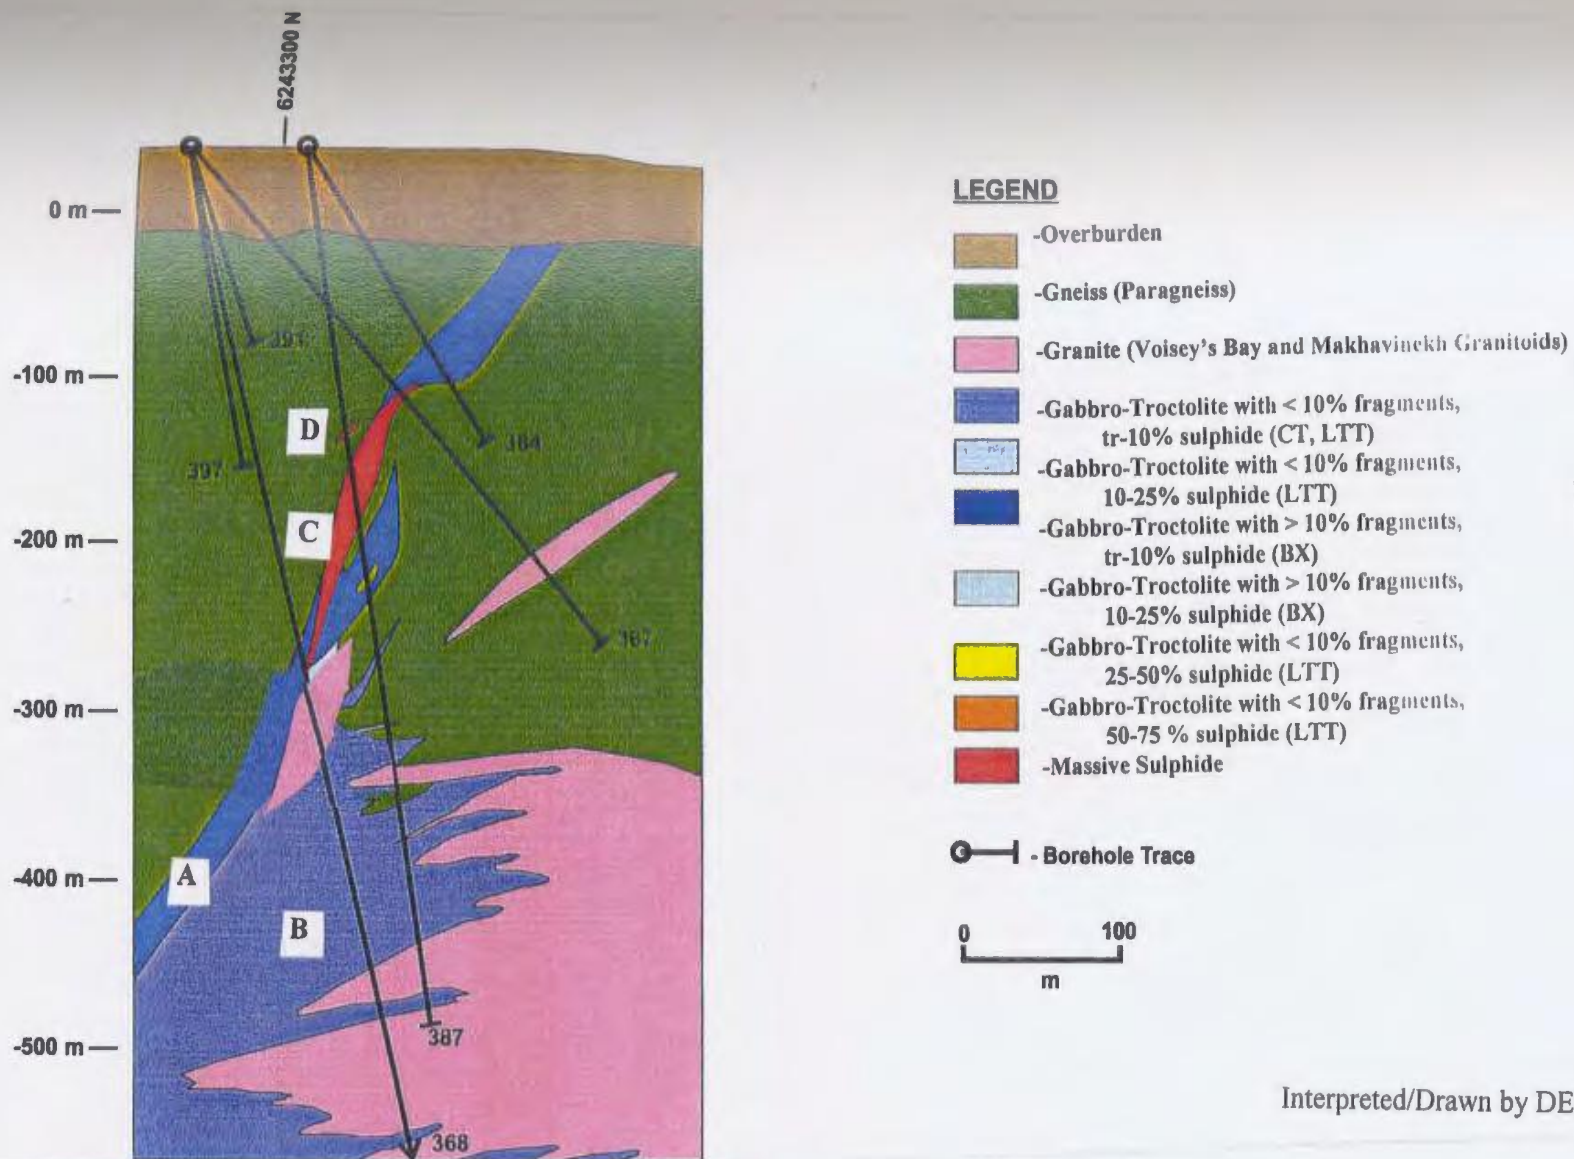 6243300 N
0 m
-100 m
-200 m
-300 m
-400 m
-500 m
D
C
A
B
397
384
387
368
LEGEND
-Overburden
-Gneiss (Paragneiss)
-Granite (Voisey's Bay and Makhavinekh Granitoids)
-Gabbro-Troctolite with < 10% fragments,
tr-10% sulphide (CT, LTT)
-Gabbro-Troctolite with < 10% fragments,
10-25% sulphide (LTT)
-Gabbro-Troctolite with > 10% fragments,
tr-10% sulphide (BX)
-Gabbro-Troctolite with > 10% fragments,
10-25% sulphide (BX)
-Gabbro-Troctolite with < 10% fragments,
25-50% sulphide (LTT)
-Gabbro-Troctolite with < 10% fragments,
50-75 % sulphide (LTT)
-Massive Sulphide
- Borehole Trace
0 100
m
Interpreted/Drawn by DE